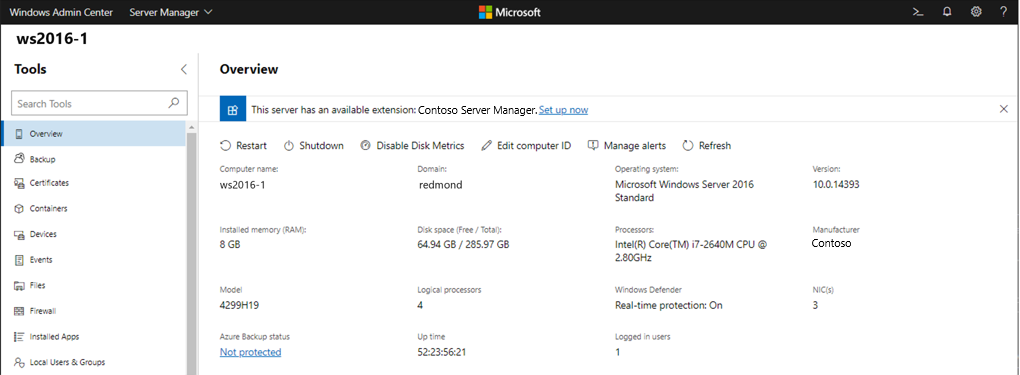 Windows Admin Center Server Manager Microsoft
ws2016-1
Tools
Overview
Search Tools
This server has an available extension: Contoso Server Manager. Set up now
Overview
Backup
Certificates
Containers
Devices
Events
Files
Firewall
Installed Apps
Local Users & Groups
Restart Shutdown Disable Disk Metrics Edit computer ID Manage alerts Refresh
Computer name: Domain: Operating system: Version:
ws2016-1 redmond Microsoft Windows Server 2016 10.0.14393
Standard
Installed memory (RAM): Disk space (Free / Total): Processors: Manufacturer
8 GB 64.94 GB / 285.97 GB Intel(R) Core(TM) i7-2640M CPU @ Contoso
2.80GHz
Model Logical processors Windows Defender NIC(s)
4299H19 4 Real-time protection: On 3
Azure Backup status Up time Logged in users
Not protected 52:23:56:21 1